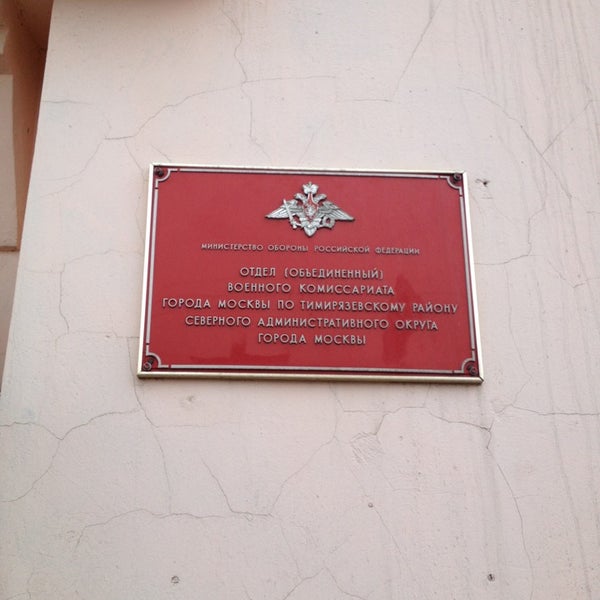 МИНИСТЕРСТВО ОБОРОНЫ РОССИЙСКОЙ ФЕДЕРАЦИИ
ОТДЕЛ (ОБЪЕДИНЕННЫЙ)
ВОЕННОГО КОМИССАРИАТА
ГОРОДА МОСКВЫ ПО ТИМИРЯЗЕВСКОМУ РАЙОНУ
СЕВЕРНОГО АДМИНИСТРАТИВНОГО ОКРУГА
ГОРОДА МОСКВЫ